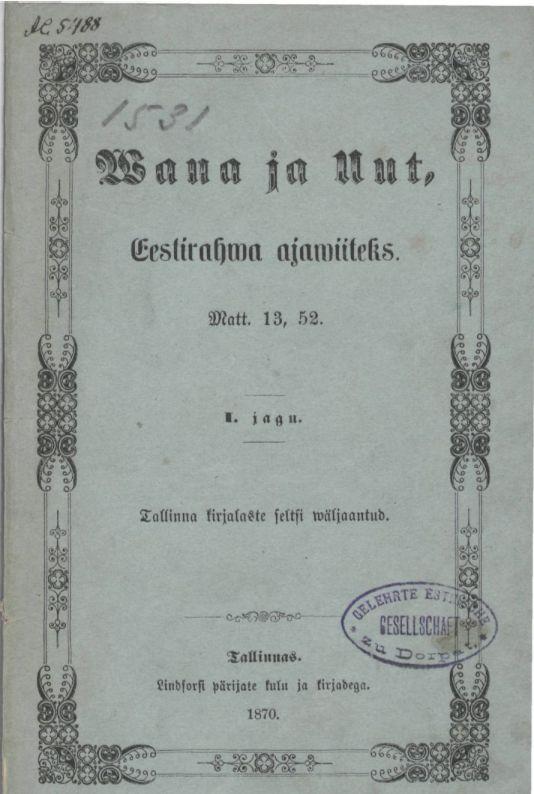 AC 5488
1531
Wana ja Uut,
Eestirahwa ajawiiteks.
Matt. 13, 52.
I. jagu.
Tallinna kirjalaste seltsi wäljaantud.
GELEHRTE ESTNISCHE
GESELLSCHAFT
zu Dorpat.
Tallinnas.
Lindforsi pärijate kulu ja kirjadega.
1870.